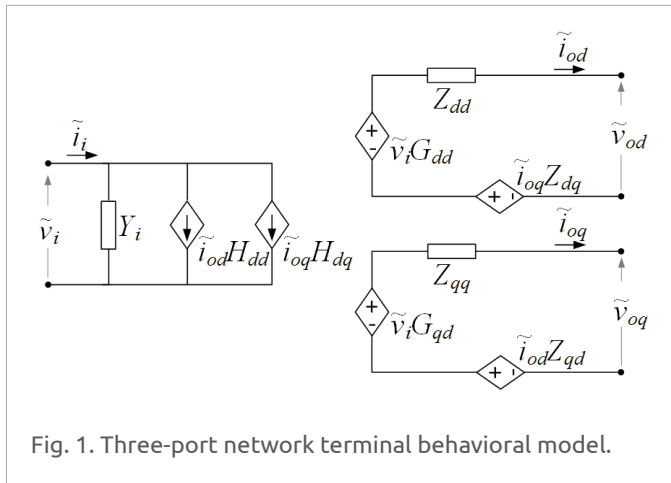 ĩ_i
ṽ_i
Y_i
ĩ_od H_dd
ĩ_oq H_dq
ĩ_od
Z_dd
+
-
ṽ_i G_dd
ṽ_od
ĩ_oq Z_dq
+ -
ĩ_oq
Z_qq
+
-
ṽ_i G_qd
ṽ_oq
ĩ_od Z_qd
+ -
Fig. 1. Three-port network terminal behavioral model.